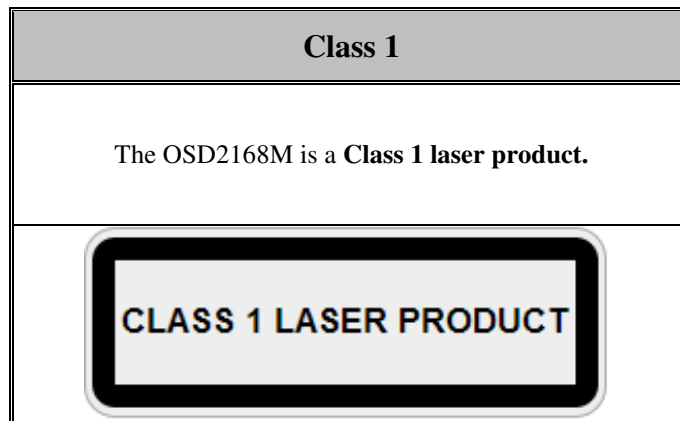 Class 1
The OSD2168M is a Class 1 laser product.
CLASS 1 LASER PRODUCT